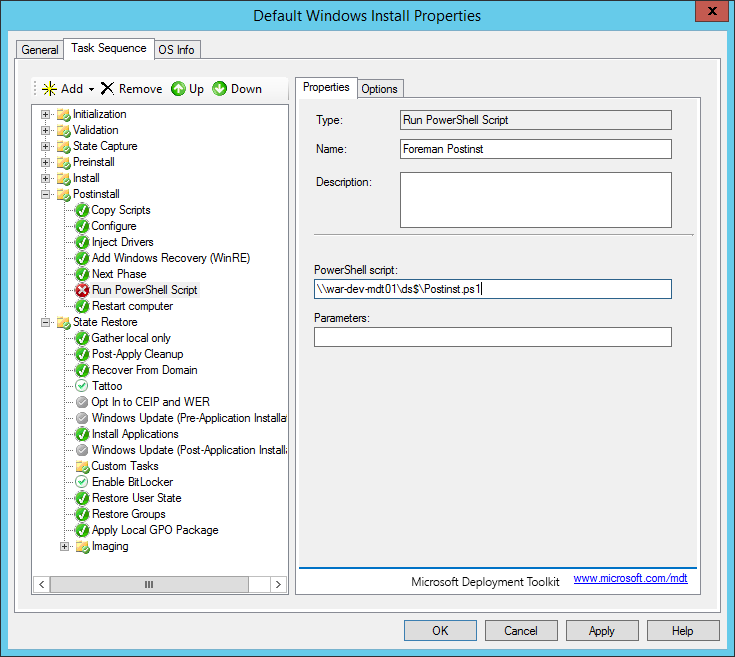 Default Windows Install Properties
X
General
Task Sequence
OS Info
Add
Remove
Up
Down
Initialization
Validation
State Capture
Preinstall
Install
Postinstall
Copy Scripts
Configure
Inject Drivers
Add Windows Recovery (WinRE)
Next Phase
Run PowerShell Script
Restart computer
State Restore
Gather local only
Post-Apply Cleanup
Recover From Domain
Tattoo
Opt In to CEIP and WER
Windows Update (Pre-Application Installa
Install Applications
Windows Update (Post-Application Install
Custom Tasks
Enable BitLocker
Restore User State
Restore Groups
Apply Local GPO Package
Imaging
Properties
Options
Type:
Run PowerShell Script
Name:
Foreman Postinst
Description:
PowerShell script:
\\war-dev-mdt01\ds$\Postinst.ps1
Parameters:
Microsoft Deployment Toolkit
www.microsoft.com/mdt
OK
Cancel
Apply
Help